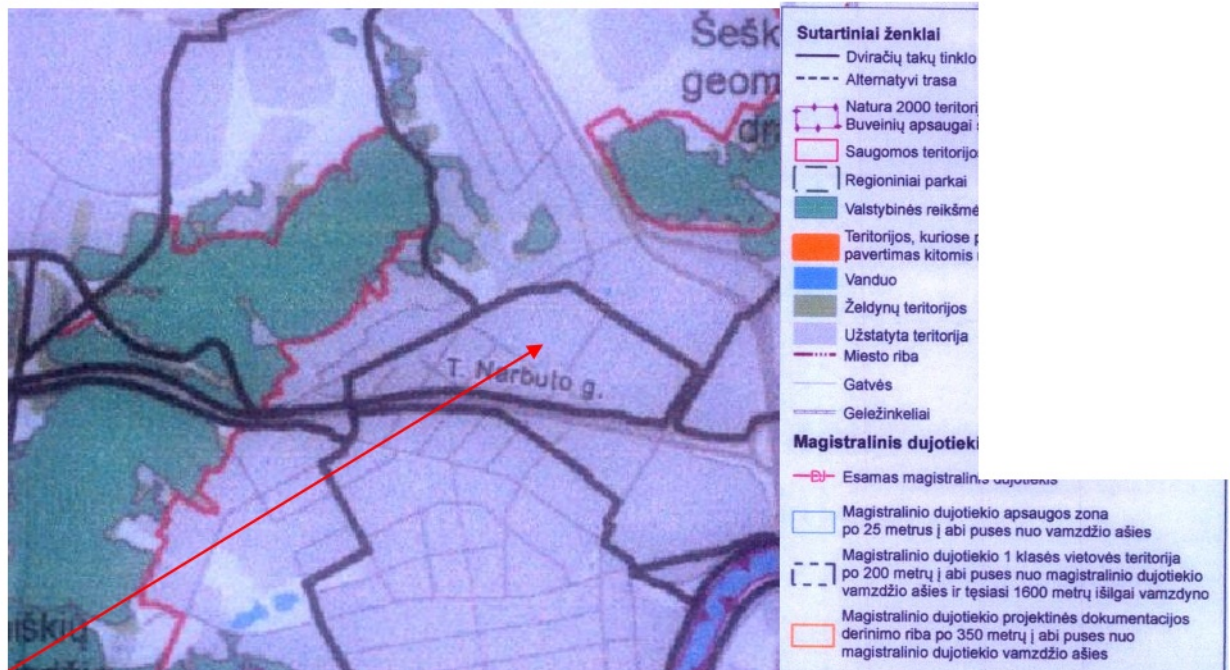 Šešk
geom
dra
T. Narbuto g.
iškių
Sutartiniai ženklai
Dviračių takų tinklo
Alternatyvi trasa
Natura 2000 teritorij
Buveinių apsaugai
Saugomos teritorijo
Regioniniai parkai
Valstybinės reikšmė
Teritorijos, kuriose p
pavertimas kitomis
Vanduo
Želdynų teritorijos
Užstatyta teritorija
Miesto riba
Gatvės
Geležinkeliai
Magistralinis dujotieki
DJ Esamas magistralinis dujotiekis
Magistralinio dujotiekio apsaugos zona
po 25 metrus į abi puses nuo vamzdžio ašies
Magistralinio dujotiekio 1 klasės vietovės teritorija
po 200 metrų į abi puses nuo magistralinio dujotiekio
vamzdžio ašies ir tęsiasi 1600 metrų išilgai vamzdyno
Magistralinio dujotiekio projektinės dokumentacijos
derinimo riba po 350 metrų į abi puses nuo
magistralinio dujotiekio vamzdžio ašies